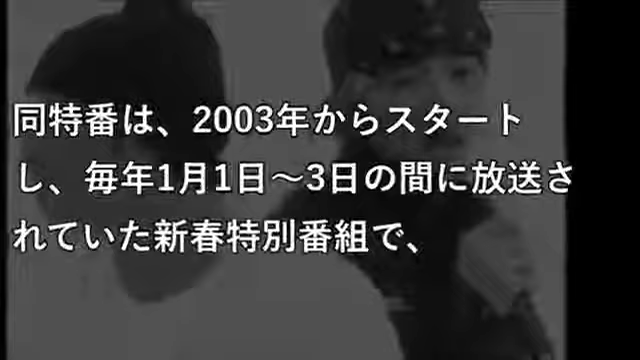 同特番は、2003年からスタート
し、毎年1月1日～3日の間に放送さ
れていた新春特別番組で、